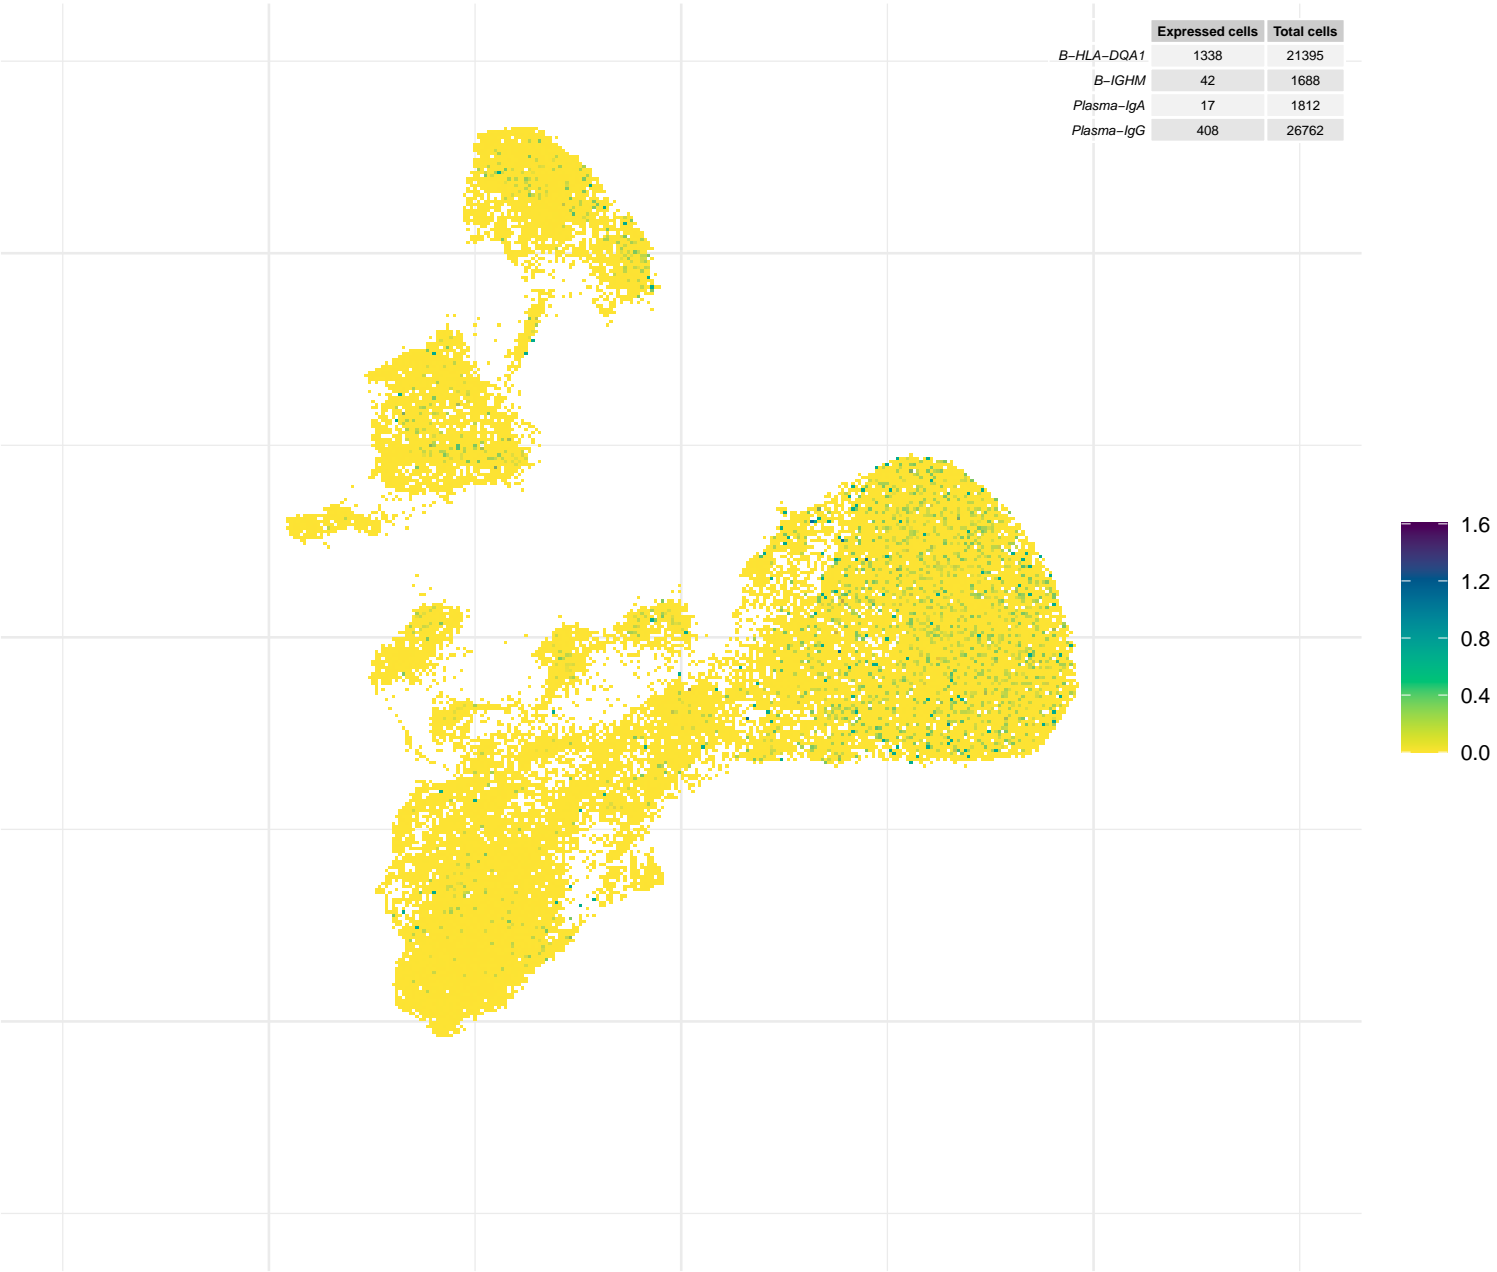 Expressed cells Total cells
B−HLA−DQA1 1338 21395
B−IGHM 42 1688
Plasma−IgA 17 1812
Plasma−IgG 408 26762
1.6
1.2
0.8
0.4
0.0